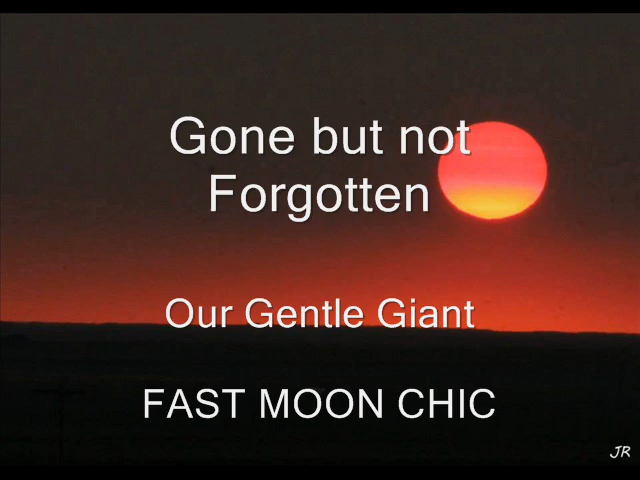 Gone but not
Forgotten
Our Gentle Giant
FAST MOON CHIC
JR